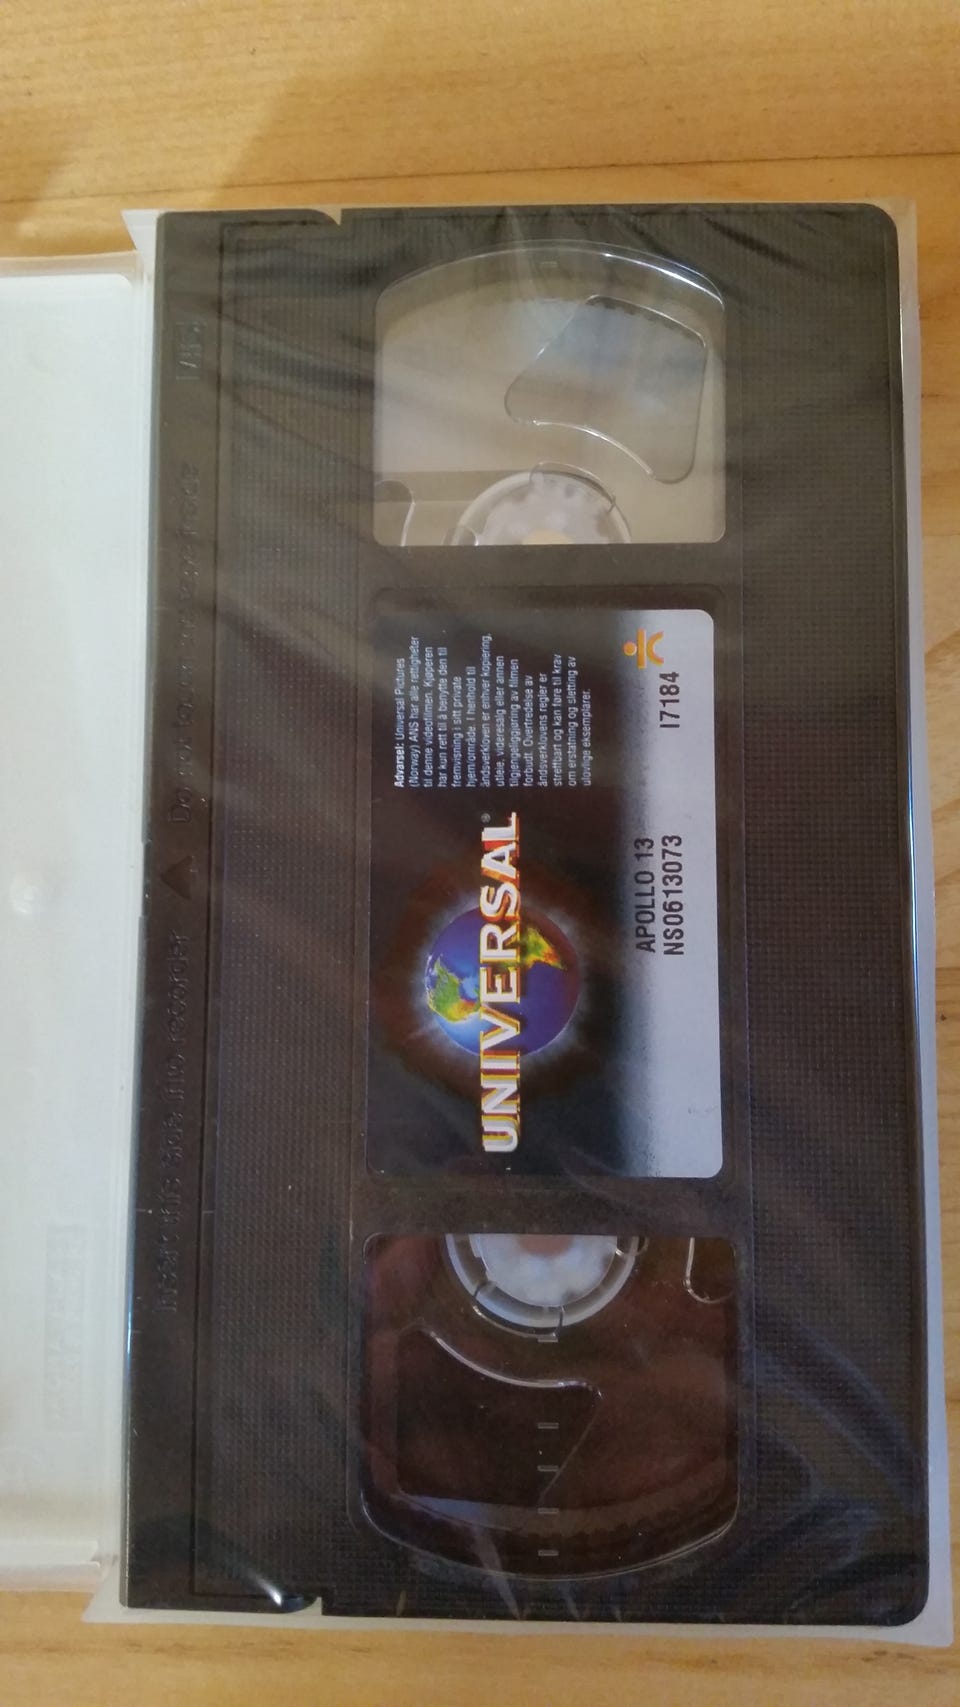 VHS
Insert this side into recorder ▲ Do not touch the tape inside
UNIVERSAL®
Advarsel: Universal Pictures
(Norway) ANS har alle rettigheter
til denne videofilmen. Kjøperen
har kun rett til å benytte den til
fremvisning i sitt private
hjem/område. I henhold til
åndsverkloven er enhver kopiering,
utleie, videresalg eller annen
tilgjengeliggjøring av filmen
forbudt. Overtredelse av
åndsverklovens regler er
straffbart og kan føre til krav
om erstatning og sletting av
ulovlige eksemplarer.
APOLLO 13
NS0613073
I7184